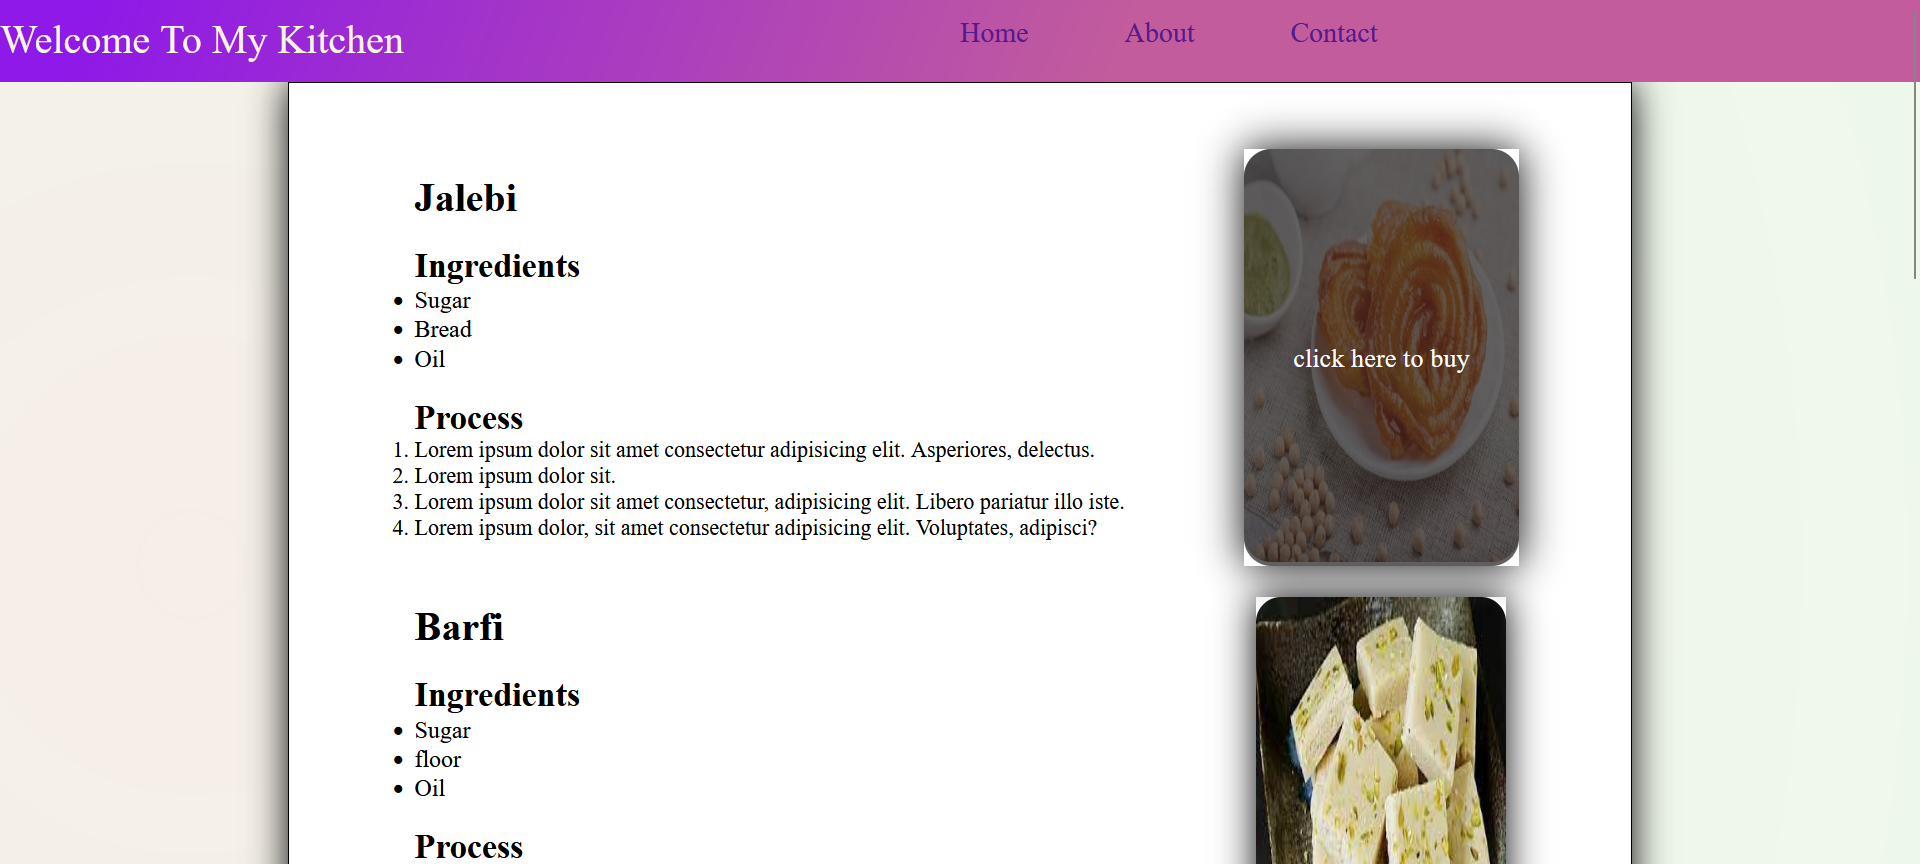 Welcome To My Kitchen
Home About Contact
Jalebi
Ingredients
• Sugar
• Bread
• Oil
Process
1. Lorem ipsum dolor sit amet consectetur adipisicing elit. Asperiores, delectus.
2. Lorem ipsum dolor sit.
3. Lorem ipsum dolor sit amet consectetur, adipisicing elit. Libero pariatur illo iste.
4. Lorem ipsum dolor, sit amet consectetur adipisicing elit. Voluptates, adipisci?
click here to buy
Barfi
Ingredients
• Sugar
• floor
• Oil
Process